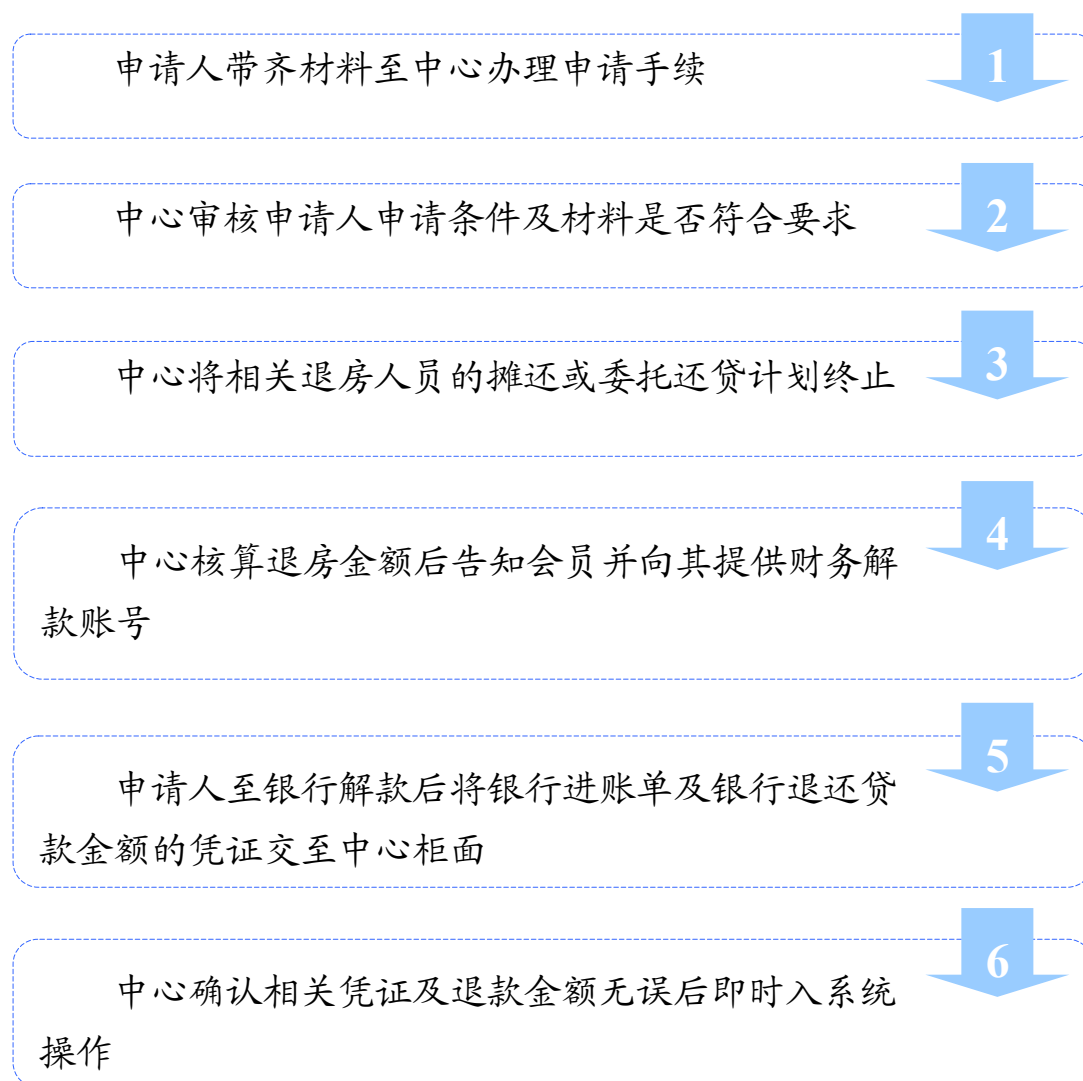 申请人带齐材料至中心办理申请手续
1
中心审核申请人申请条件及材料是否符合要求
2
中心将相关退房人员的摊还或委托还贷计划终止
3
中心核算退房金额后告知会员并向其提供财务解
款账号
4
申请人至银行解款后将银行进账单及银行退还贷
款金额的凭证交至中心柜面
5
中心确认相关凭证及退款金额无误后即时入系统
操作
6